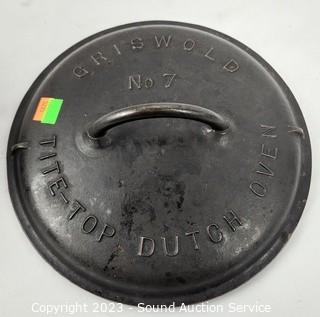 GRISWOLD
No 7
TITE-TOP DUTCH OVEN
Copyright 2023 - Sound Auction Service